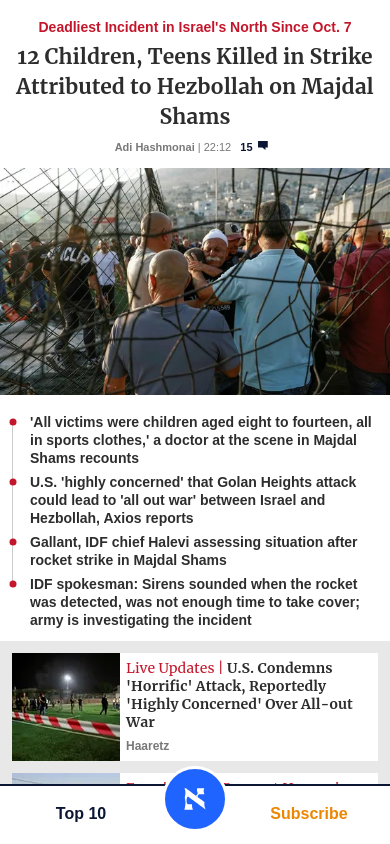 Deadliest Incident in Israel's North Since Oct. 7
12 Children, Teens Killed in Strike
Attributed to Hezbollah on Majdal
Shams
Adi Hashmonai | 22:12 15
'All victims were children aged eight to fourteen, all
in sports clothes,' a doctor at the scene in Majdal
Shams recounts
U.S. 'highly concerned' that Golan Heights attack
could lead to 'all out war' between Israel and
Hezbollah, Axios reports
Gallant, IDF chief Halevi assessing situation after
rocket strike in Majdal Shams
IDF spokesman: Sirens sounded when the rocket
was detected, was not enough time to take cover;
army is investigating the incident
Live Updates | U.S. Condemns
'Horrific' Attack, Reportedly
'Highly Concerned' Over All-out
War
Haaretz
Top 10
Subscribe